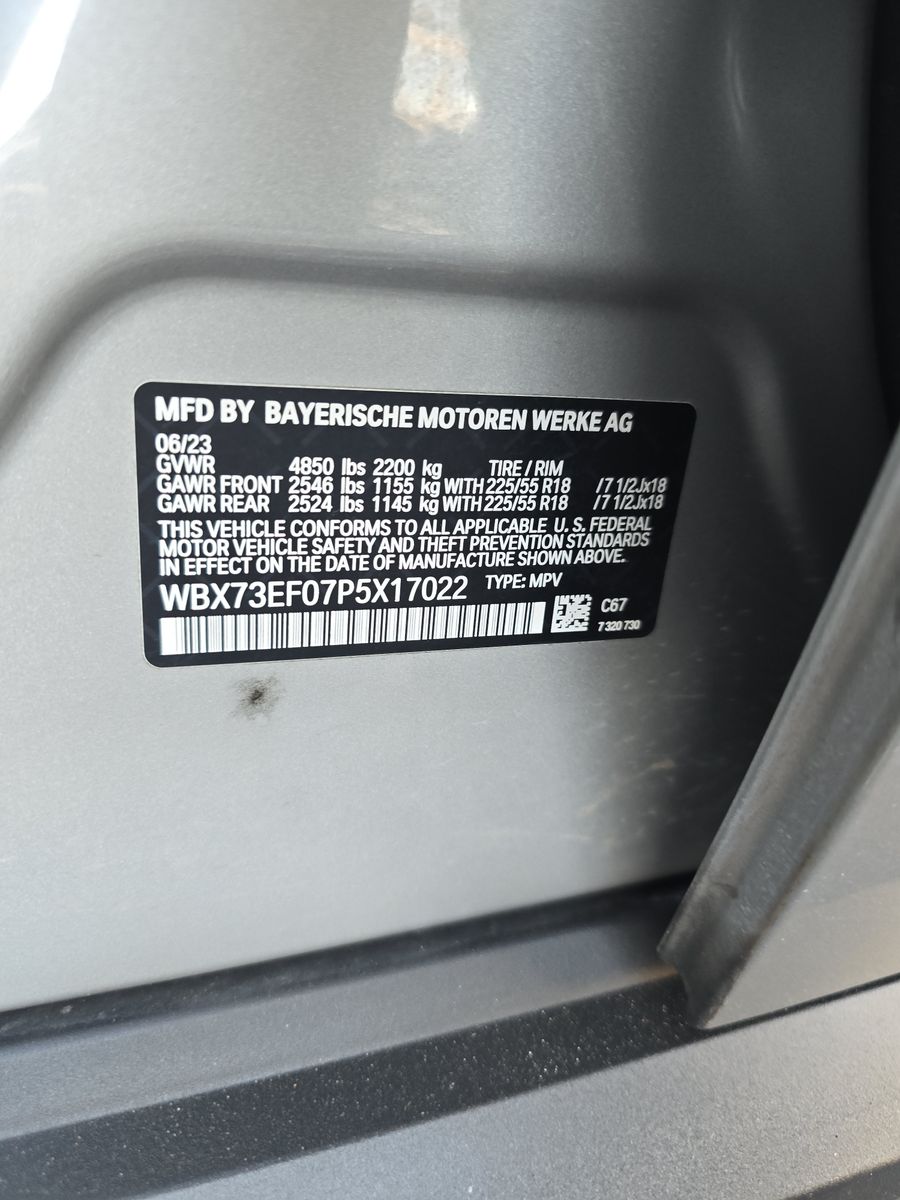 MFD BY BAYERISCHE MOTOREN WERKE AG
06/23
GVWR 4850 lbs 2200 kg TIRE / RIM
GAWR FRONT 2546 lbs 1155 kg WITH 225/55 R18 /7 1/2Jx18
GAWR REAR 2524 lbs 1145 kg WITH 225/55 R18 /7 1/2Jx18
THIS VEHICLE CONFORMS TO ALL APPLICABLE U. S. FEDERAL
MOTOR VEHICLE SAFETY AND THEFT PREVENTION STANDARDS
IN EFFECT ON THE DATE OF MANUFACTURE SHOWN ABOVE.
WBX73EF07P5X17022 TYPE: MPV
C67
7 320 730